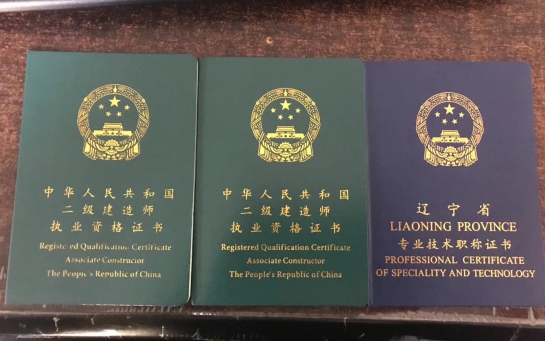 中华人民共和国
二级建造师
执业资格证书
Registered Qualification Certificate
Associate Constructor
The People's Republic of China
中华人民共和国
二级建造师
执业资格证书
Registered Qualification Certificate
Associate Constructor
The People's Republic of China
辽宁省
LIAONING PROVINCE
专业技术职称证书
PROFESSIONAL CERTIFICATE
OF SPECIALITY AND TECHNOLOGY